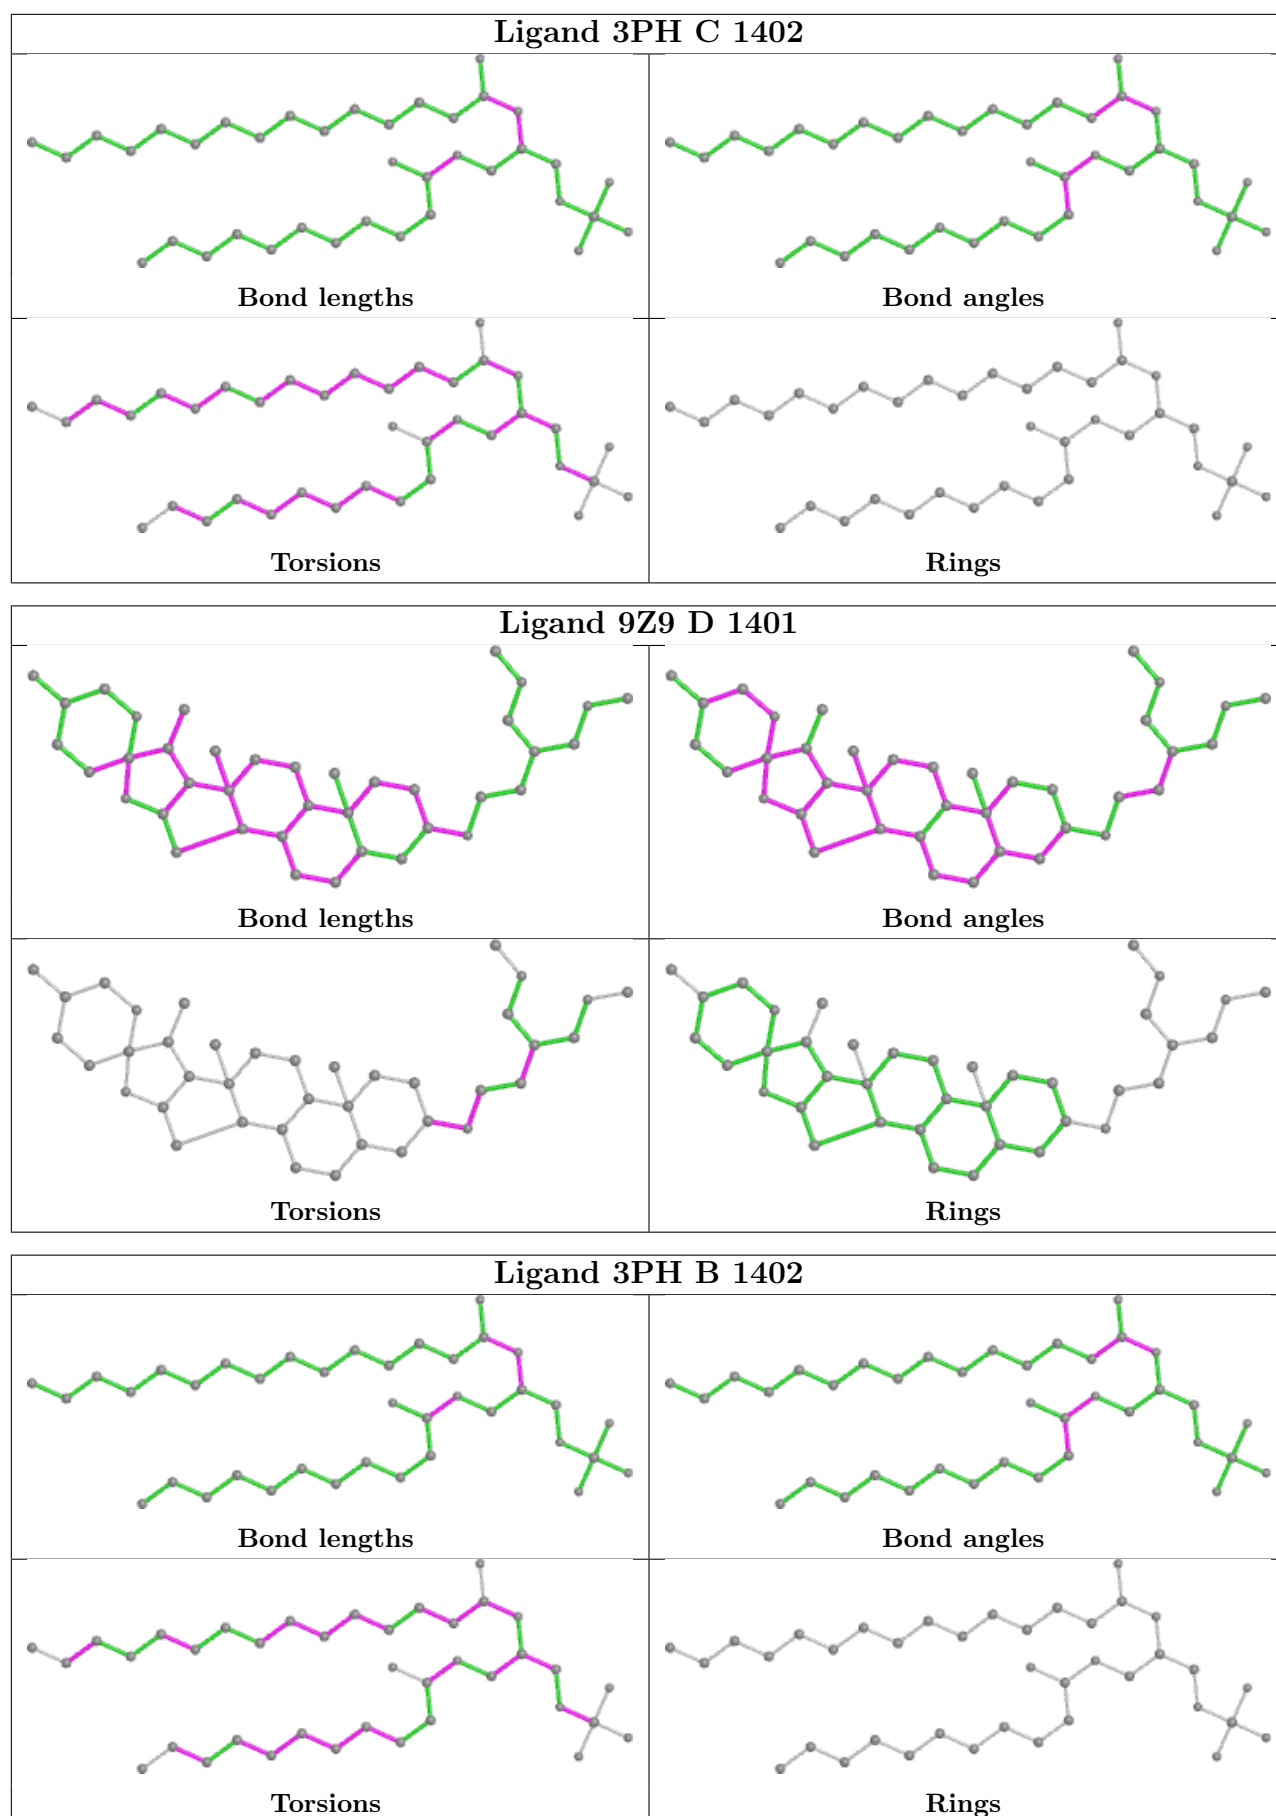 Ligand 3PH C 1402
Bond lengths
Bond angles
Torsions
Rings
Ligand 9Z9 D 1401
Bond lengths
Bond angles
Torsions
Rings
Ligand 3PH B 1402
Bond lengths
Bond angles
Torsions
Rings